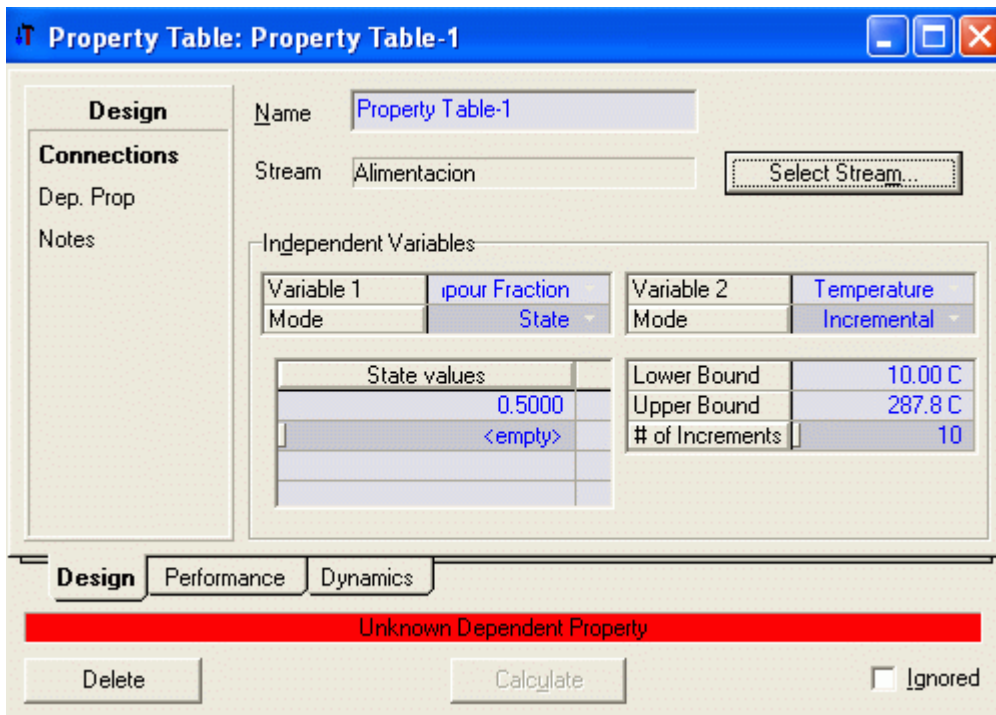 Property Table: Property Table-1
Design
Connections
Dep. Prop
Notes
Name Property Table-1
Stream Alimentacion Select Stream...
Independent Variables
Variable 1 ıpour Fraction
Mode State
Variable 2 Temperature
Mode Incremental
State values
0.5000
<empty>
Lower Bound 10.00 C
Upper Bound 287.8 C
# of Increments 10
Design Performance Dynamics
Unknown Dependent Property
Delete Calculate Ignored